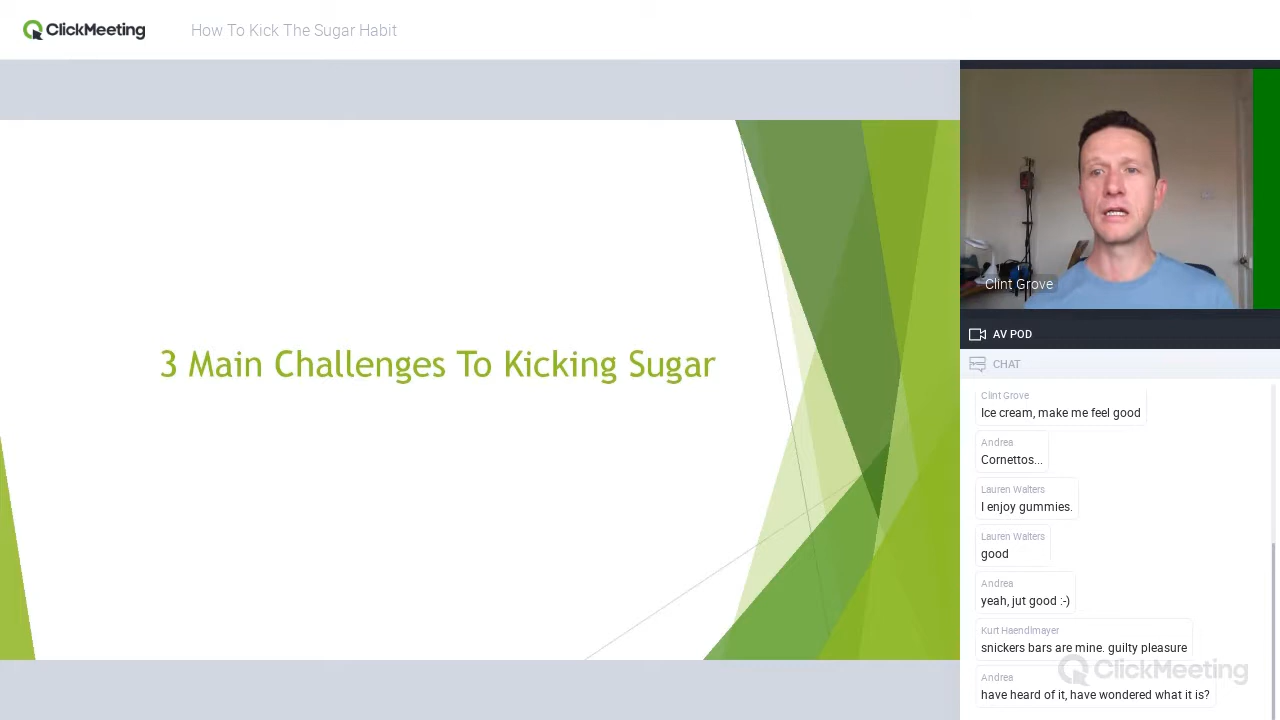 ClickMeeting
How To Kick The Sugar Habit
3 Main Challenges To Kicking Sugar
Clint Grove
AV POD
CHAT
Clint Grove
Ice cream, make me feel good
Andrea
Cornettos...
Lauren Walters
I enjoy gummies.
Lauren Walters
good
Andrea
yeah, jut good :-)
Kurt Haendlmayer
snickers bars are mine. guilty pleasure
ClickMeeting
Andrea
have heard of it, have wondered what it is?